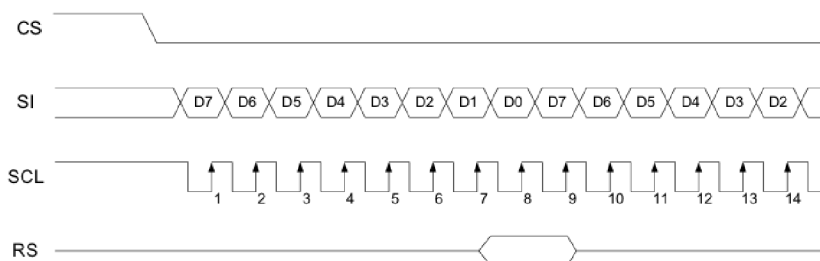 CS
SI D7 D6 D5 D4 D3 D2 D1 D0 D7 D6 D5 D4 D3 D2
SCL
1 2 3 4 5 6 7 8 9 10 11 12 13 14
RS